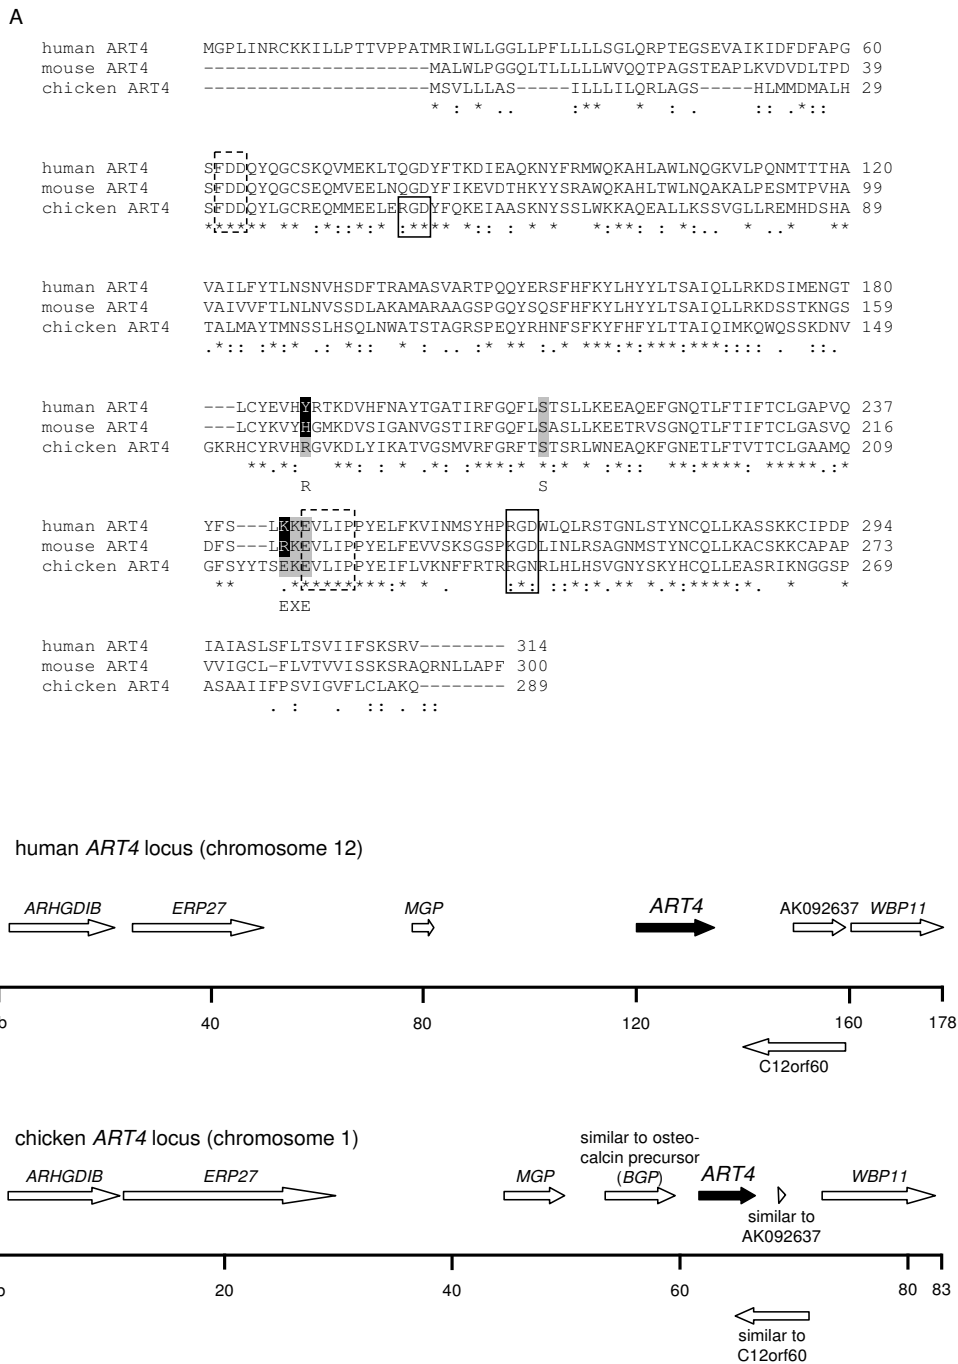 A
human ART4 MGPLINRCKKILLPTTVPPATMRIWLLGGLLPFLLLLSGLQRPTEGSEVAIKIDFDFAPG 60
mouse ART4 ---------------------MALWLPGGQLTLLLLLWVQQTPAGSTEAPLKVDVDLTPD 39
chicken ART4 ---------------------MSVLLLAS-----ILLLILQRLAGS-----HLMMDMALH 29
* : * .. :** * : . :: .*::
human ART4 SFDDQYQGCSKQVMEKLTQGDYFTKDIEAQKNYFRMWQKAHLAWLNQGKVLPQNMTTTHA 120
mouse ART4 SFDDQYQGCSEQMVEELNQGDYFIKEVDTHKYYSRAWQKAHLTWLNQAKALPESMTPVHA 99
chicken ART4 SFDDQYLGCREQMMEELERGDYFQKEIAASKNYSSLWKKAQEALLKSSVGLLREMHDSHA 89
****** ** :*::*:* :**** *:: : * * *:**: : *:.. * ..* **
human ART4 VAILFYTLNSNVHSDFTRAMASVARTPQQYERSFHFKYLHYYLTSAIQLLRKDSIMENGT 180
mouse ART4 VAIVVFTLNLNVSSDLAKAMARAAGSPGQYSQSFHFKYLHYYLTSAIQLLRKDSSTKNGS 159
chicken ART4 TALMAYTMNSSLHSQLNWATSTAGRSPEQYRHNFSFKYFHFYLTTAIQIMKQWQSSKDNV 149
.*:: :*:* .: *:: * : .. :* ** :.* ***:*:***:***:::: . ::.
human ART4 ---LCYEVHYRTKDVHFNAYTGATIRFGQFLSTSLLKEEAQEFGNQTLFTIFTCLGAPVQ 237
mouse ART4 ---LCYKVYHGMKDVSIGANVGSTIRFGQFLSASLLKEETRVSGNQTLFTIFTCLGASVQ 216
chicken ART4 GKRHCYRVHRGVKDLYIKATVGSMVRFGRFTSTSRLWNEAQKFGNETLFTVTTCLGAAMQ 209
**.*: **: : * .*: :***:* *:* * :*:: **:****: *****.:*
R S
human ART4 YFS---LKKEVLIPPYELFKVINMSYHPRGDWLQLRSTGNLSTYNCQLLKASSKKCIPDP 294
mouse ART4 DFS---LRKEVLIPPYELFEVVSKSGSPKGDLINLRSAGNMSTYNCQLLKACSKKCAPAP 273
chicken ART4 GFSYYTSEKEVLIPPYEIFLVKNFFRTRRGNRLHLHSVGNYSKYHCQLLEASRIKNGGSP 269
** .*********:* * . :*: ::*:*.** *.*:****:*. * *
EXE
human ART4 IAIASLSFLTSVIIFSKSRV-------- 314
mouse ART4 VVIGCL-FLVTVVISSKSRAQRNLLAPF 300
chicken ART4 ASAAIIFPSVIGVFLCLAKQ-------- 289
. : . :: . ::
human ART4 locus (chromosome 12)
ARHGDIB ERP27 MGP ART4 AK092637 WBP11
b 40 80 120 160 178
C12orf60
chicken ART4 locus (chromosome 1)
similar to osteo-
calcin precursor
(BGP)
ARHGDIB ERP27 MGP ART4 WBP11
similar to
AK092637
b 20 40 60 80 83
similar to
C12orf60